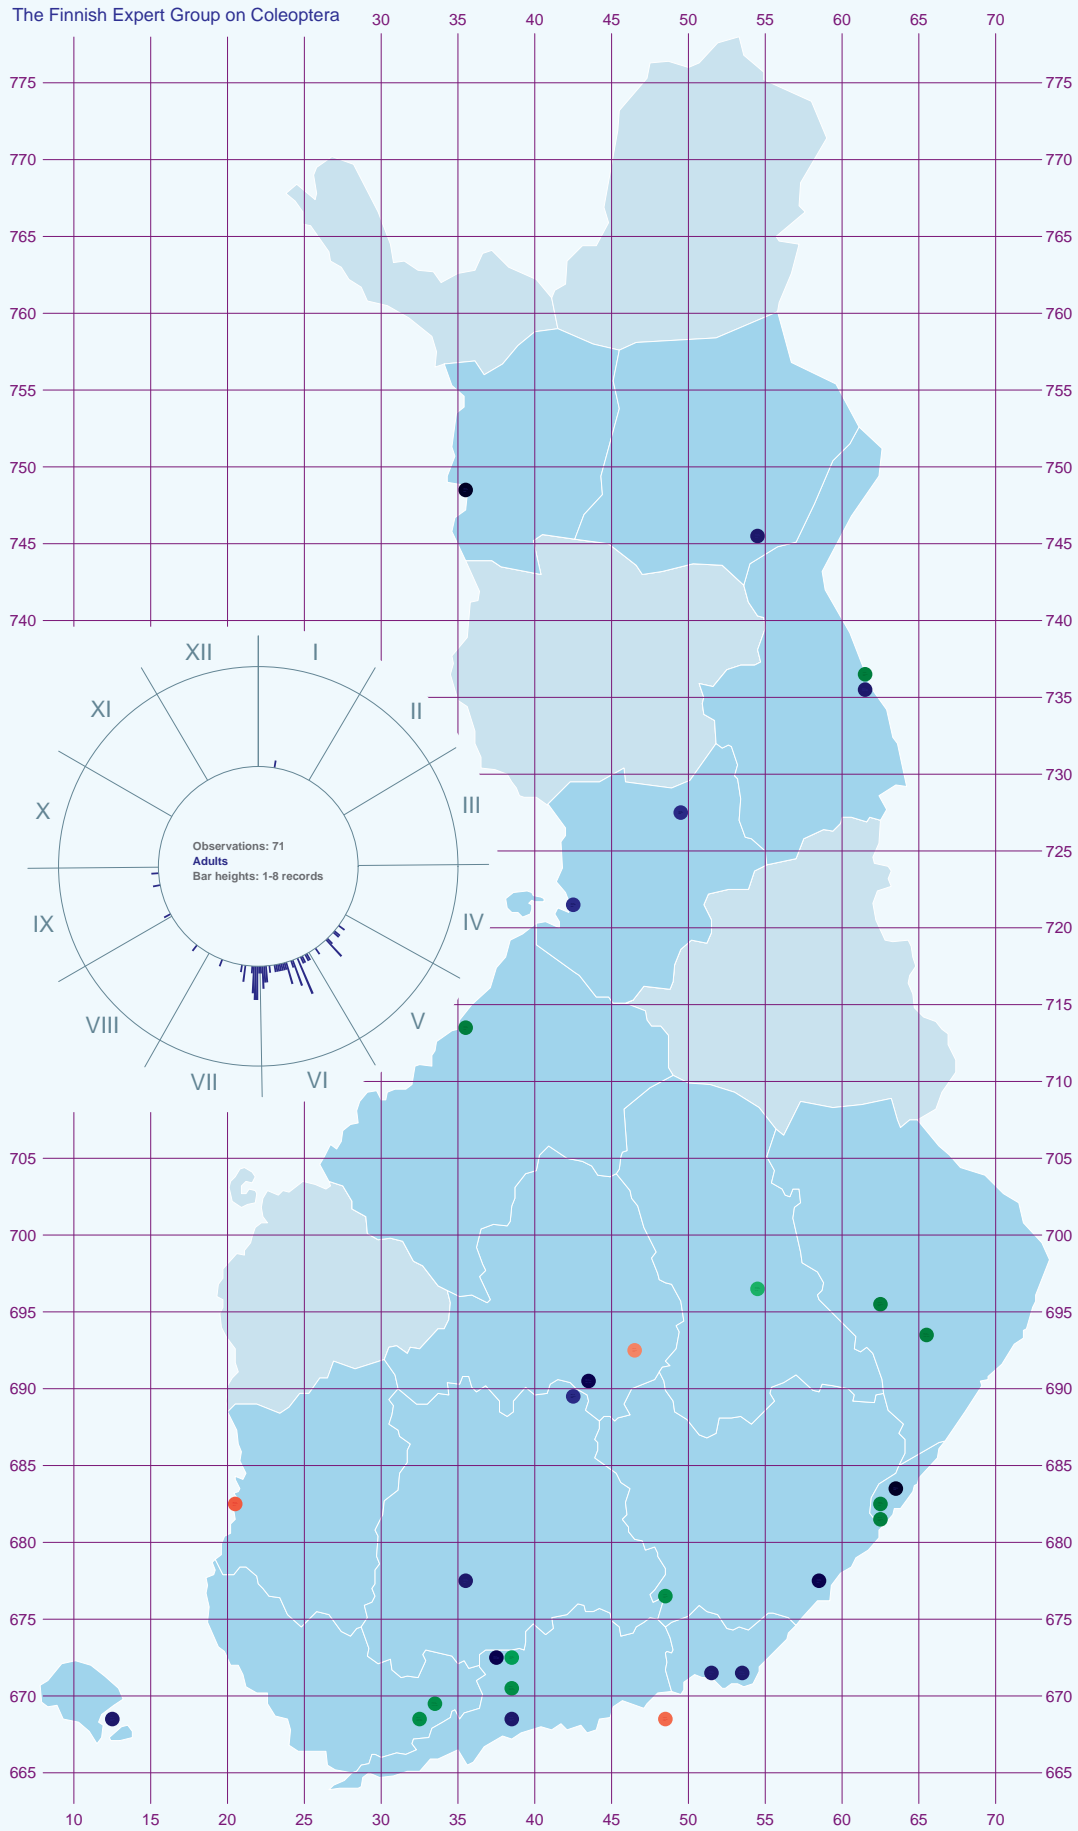 The Finnish Expert Group on Coleoptera
30 35 40 45 50 55 60 65 70
775 775
770 770
765 765
760 760
755 755
750 750
745 745
740 740
XII I
XI II
735
730
X III
Observations: 71
Adults
Bar heights: 1-8 records
725
IX IV
720
VIII V
715
VII VI
710
705 705
700 700
695 695
690 690
685 685
680 680
675 675
670 670
665 665
10 15 20 25 30 35 40 45 50 55 60 65 70